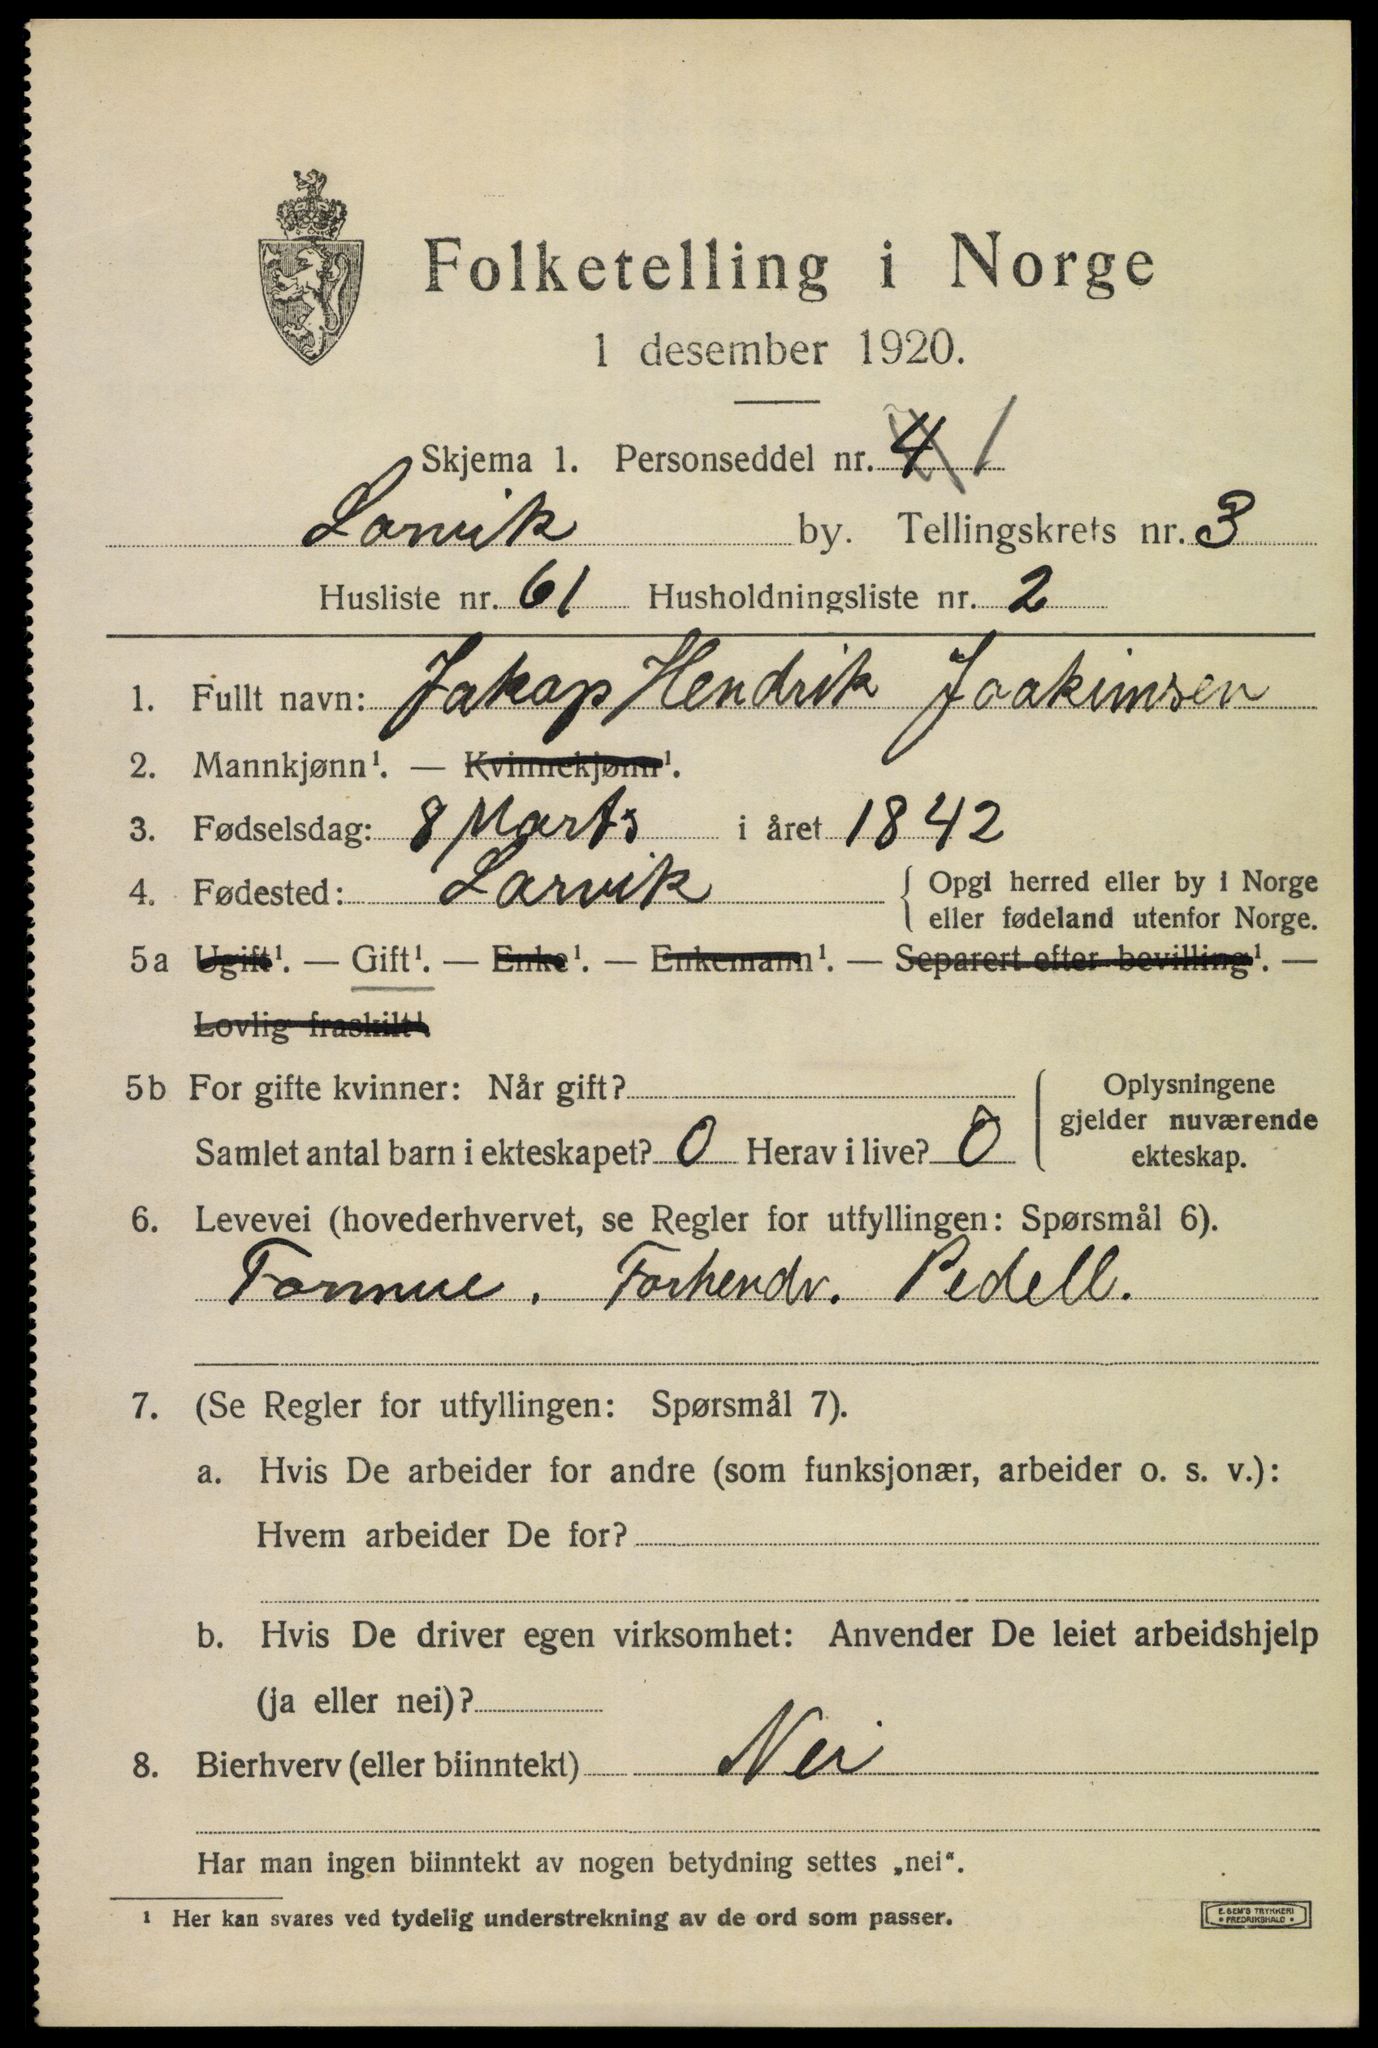 Folketelling i Norge
1 desember 1920.
Skjema 1. Personseddel nr. 4 1
Larvik by. Tellingskrets nr. 3
Husliste nr. 61 Husholdningsliste nr. 2
1. Fullt navn: Jakop Hendrik Joakimsen
2. Mannkjønn¹. — Kvinnekjønn¹.
3. Fødselsdag: 8 Marts i året 1842
4. Fødested: Larvik { Opgi herred eller by i Norge
eller fødeland utenfor Norge.
5a Ugift¹. — Gift¹. — Enke¹. — Enkemann¹. — Separert efter bevilling¹. —
Lovlig fraskilt¹.
5b For gifte kvinner: Når gift?
Samlet antal barn i ekteskapet? 0 Herav i live? 0
Oplysningene
gjelder nuværende
ekteskap.
6. Levevei (hovederhvervet, se Regler for utfyllingen: Spørsmål 6).
Formue. Forhendv. Pedell.
7. (Se Regler for utfyllingen: Spørsmål 7).
a. Hvis De arbeider for andre (som funksjonær, arbeider o. s. v.):
Hvem arbeider De for?
b. Hvis De driver egen virksomhet: Anvender De leiet arbeidshjelp
(ja eller nei)?
8. Bierhverv (eller biinntekt) Nei
Har man ingen biinntekt av nogen betydning settes „nei“.
¹ Her kan svares ved tydelig understrekning av de ord som passer.
E. SEM'S TRYKKERI
• FREDRIKSHALD •